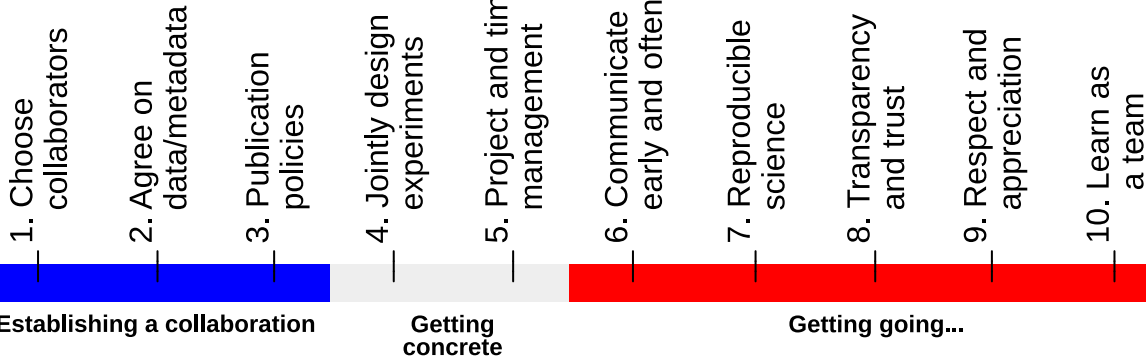 1. Choose
collaborators
2. Agree on
data/metadata
3. Publication
policies
4. Jointly design
experiments
5. Project and
management
6. Communicate
early and often
7. Reproducible
science
8. Transparency
and trust
9. Respect and
appreciation
10. Learn as
a team
Establishing a collaboration
Getting
concrete
Getting going...